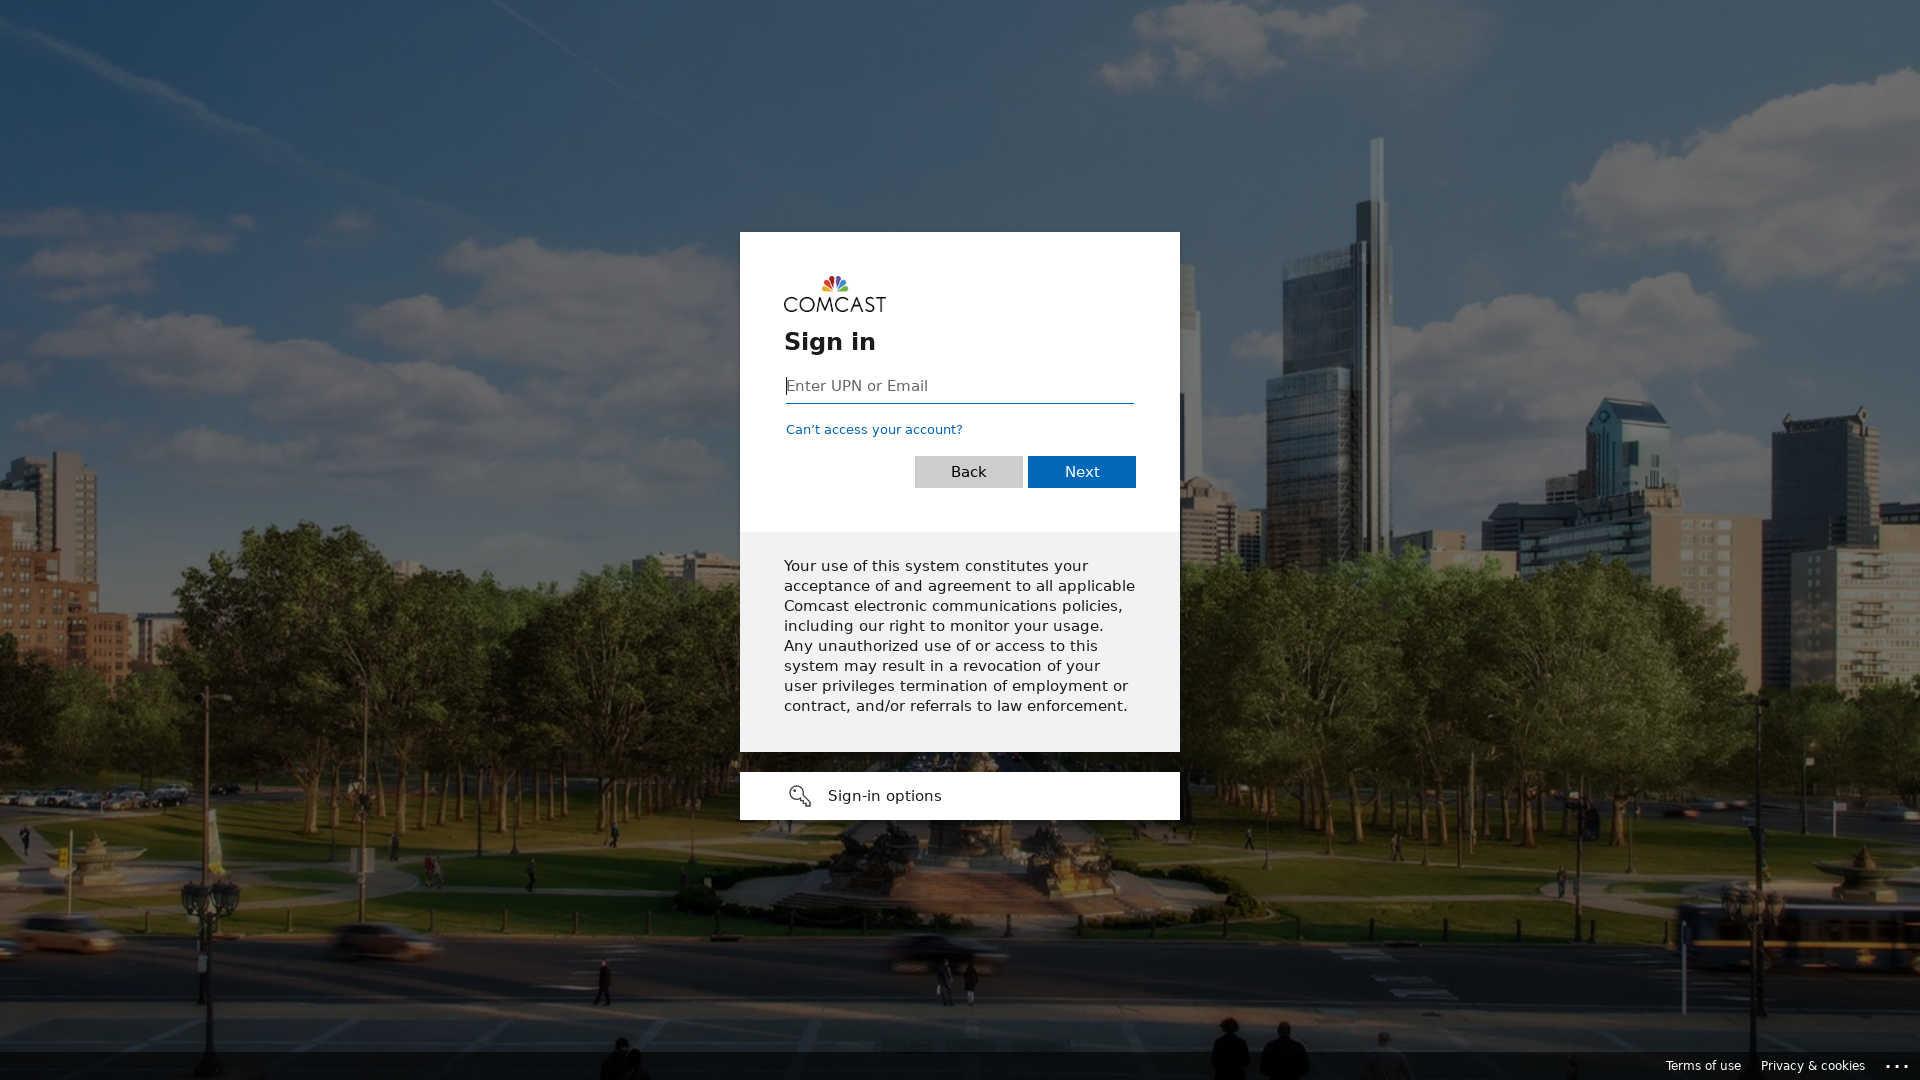 COMCAST
Sign in
Enter UPN or Email
Can’t access your account?
Back
Next
Your use of this system constitutes your
acceptance of and agreement to all applicable
Comcast electronic communications policies,
including our right to monitor your usage.
Any unauthorized use of or access to this
system may result in a revocation of your
user privileges termination of employment or
contract, and/or referrals to law enforcement.
Sign-in options
Terms of use
Privacy & cookies
...